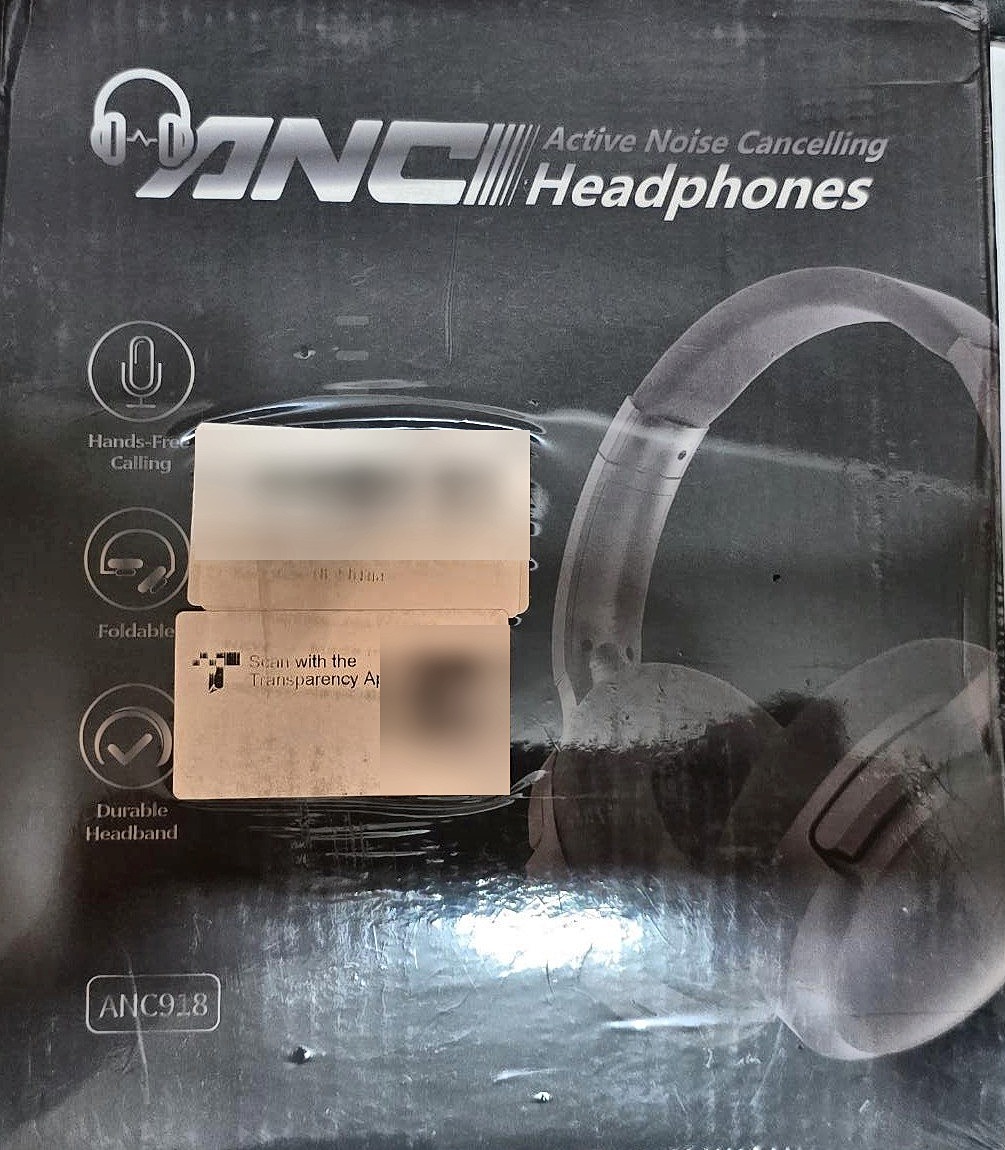 ANC
Active Noise Cancelling
Headphones
Hands-Free
Calling
Foldable
Scan with the
Transparency Ap
Durable
Headband
ANC918